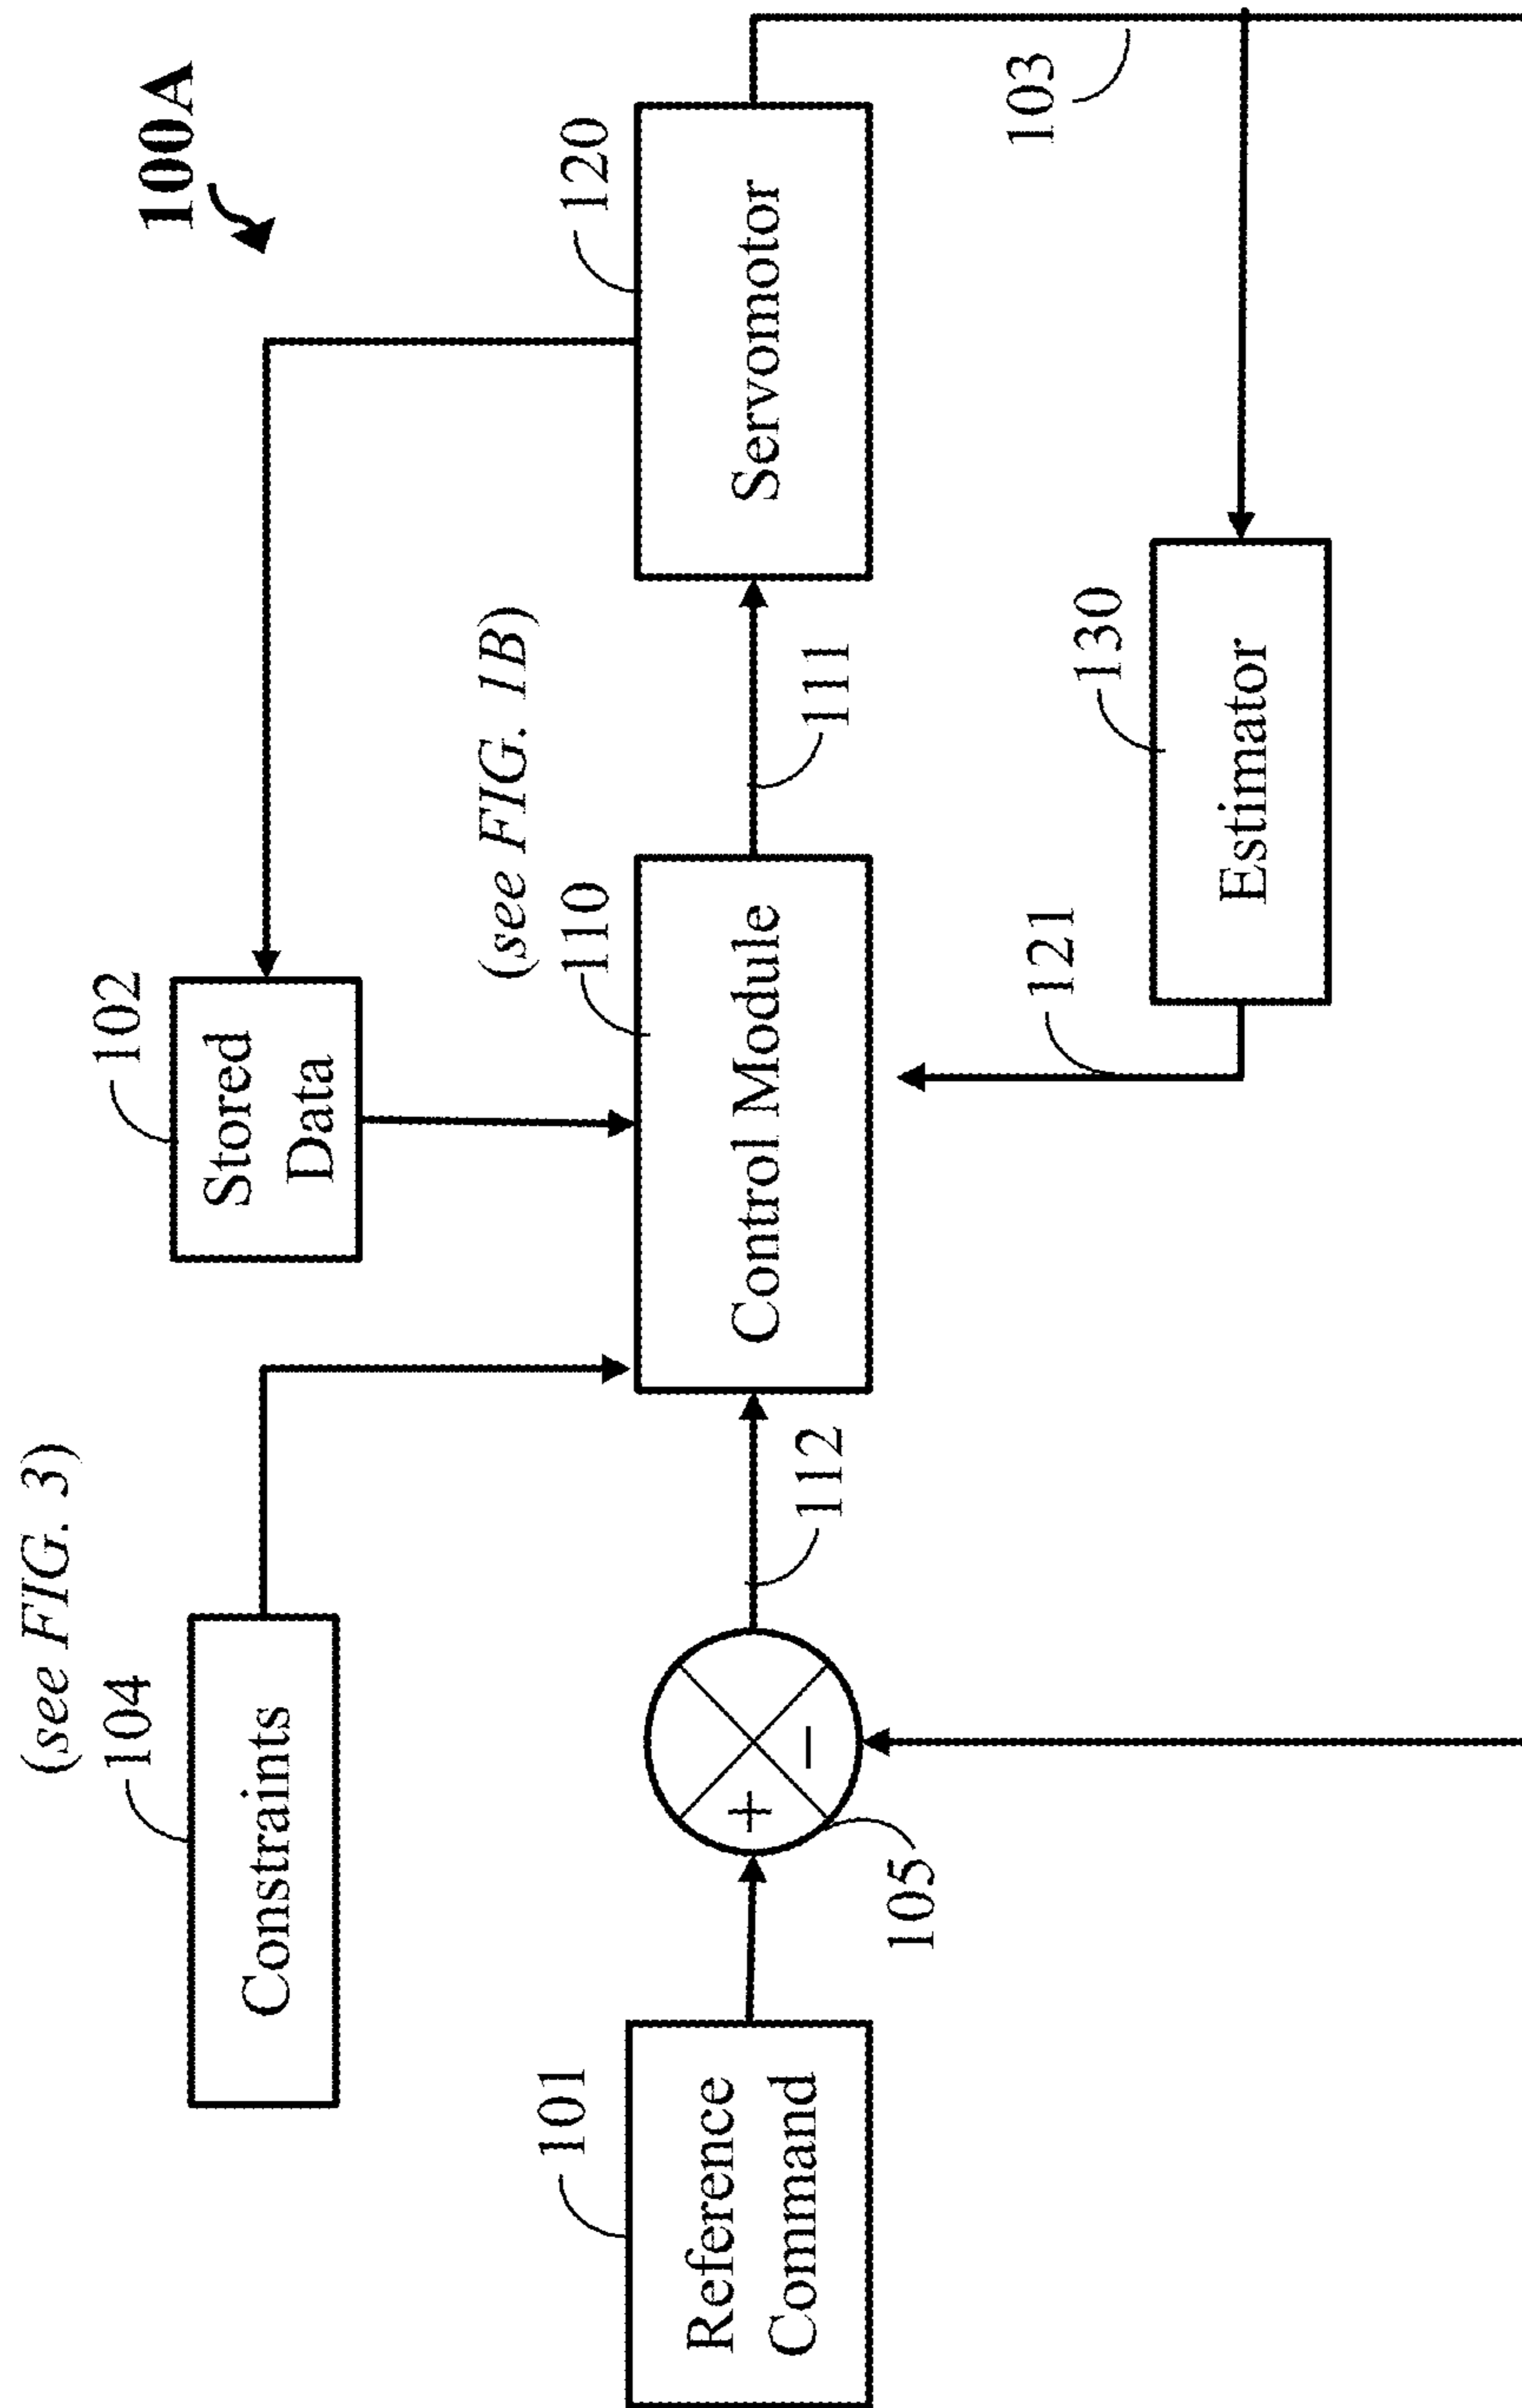 100A
(see FIG. 3)
104
Constraints
102
Stored
Data
(see FIG. 1B)
101
Reference
Command
105
+
−
112
110
Control Module
111
120
Servomotor
103
121
130
Estimator